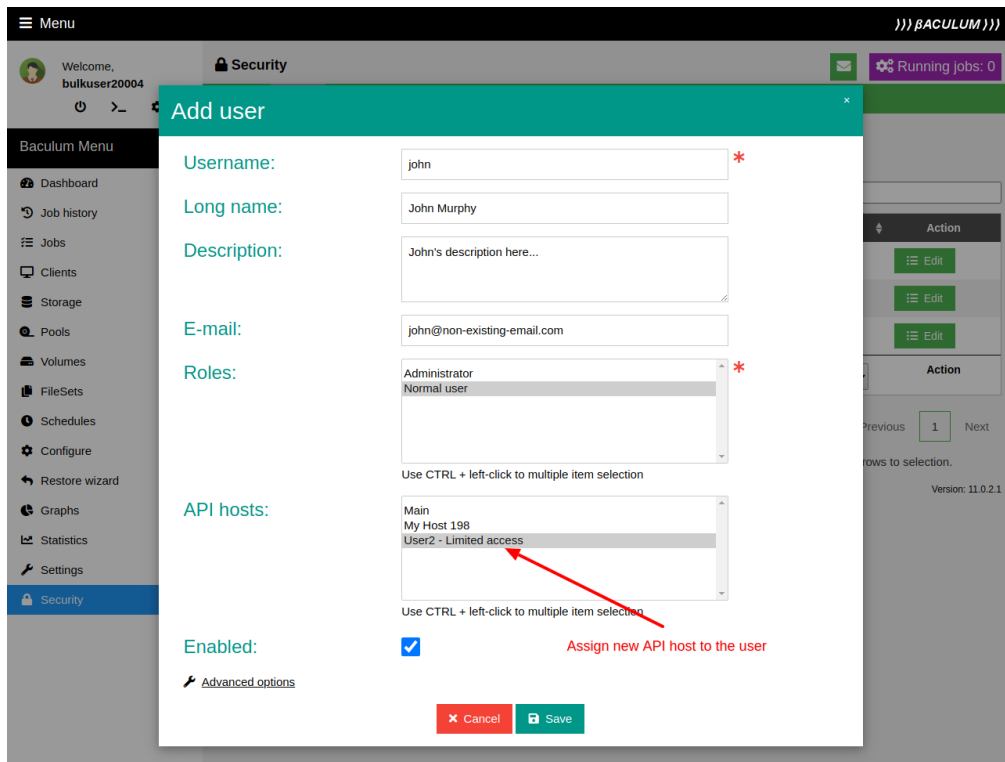 Menu
))) βACULUM )))
Welcome,
bulkuser20004
Security
Running jobs: 0
Baculum Menu
Dashboard
Job history
Jobs
Clients
Storage
Pools
Volumes
FileSets
Schedules
Configure
Restore wizard
Graphs
Statistics
Settings
Security
Add user
×
Username:
john
*
Long name:
John Murphy
Description:
John's description here...
E-mail:
john@non-existing-email.com
Roles:
Administrator
Normal user
*
Use CTRL + left-click to multiple item selection
API hosts:
Main
My Host 198
User2 - Limited access
Use CTRL + left-click to multiple item selection
Assign new API host to the user
Enabled:
Advanced options
Cancel
Save
Action
Edit
Edit
Edit
Action
Previous
1
Next
rows to selection.
Version: 11.0.2.1